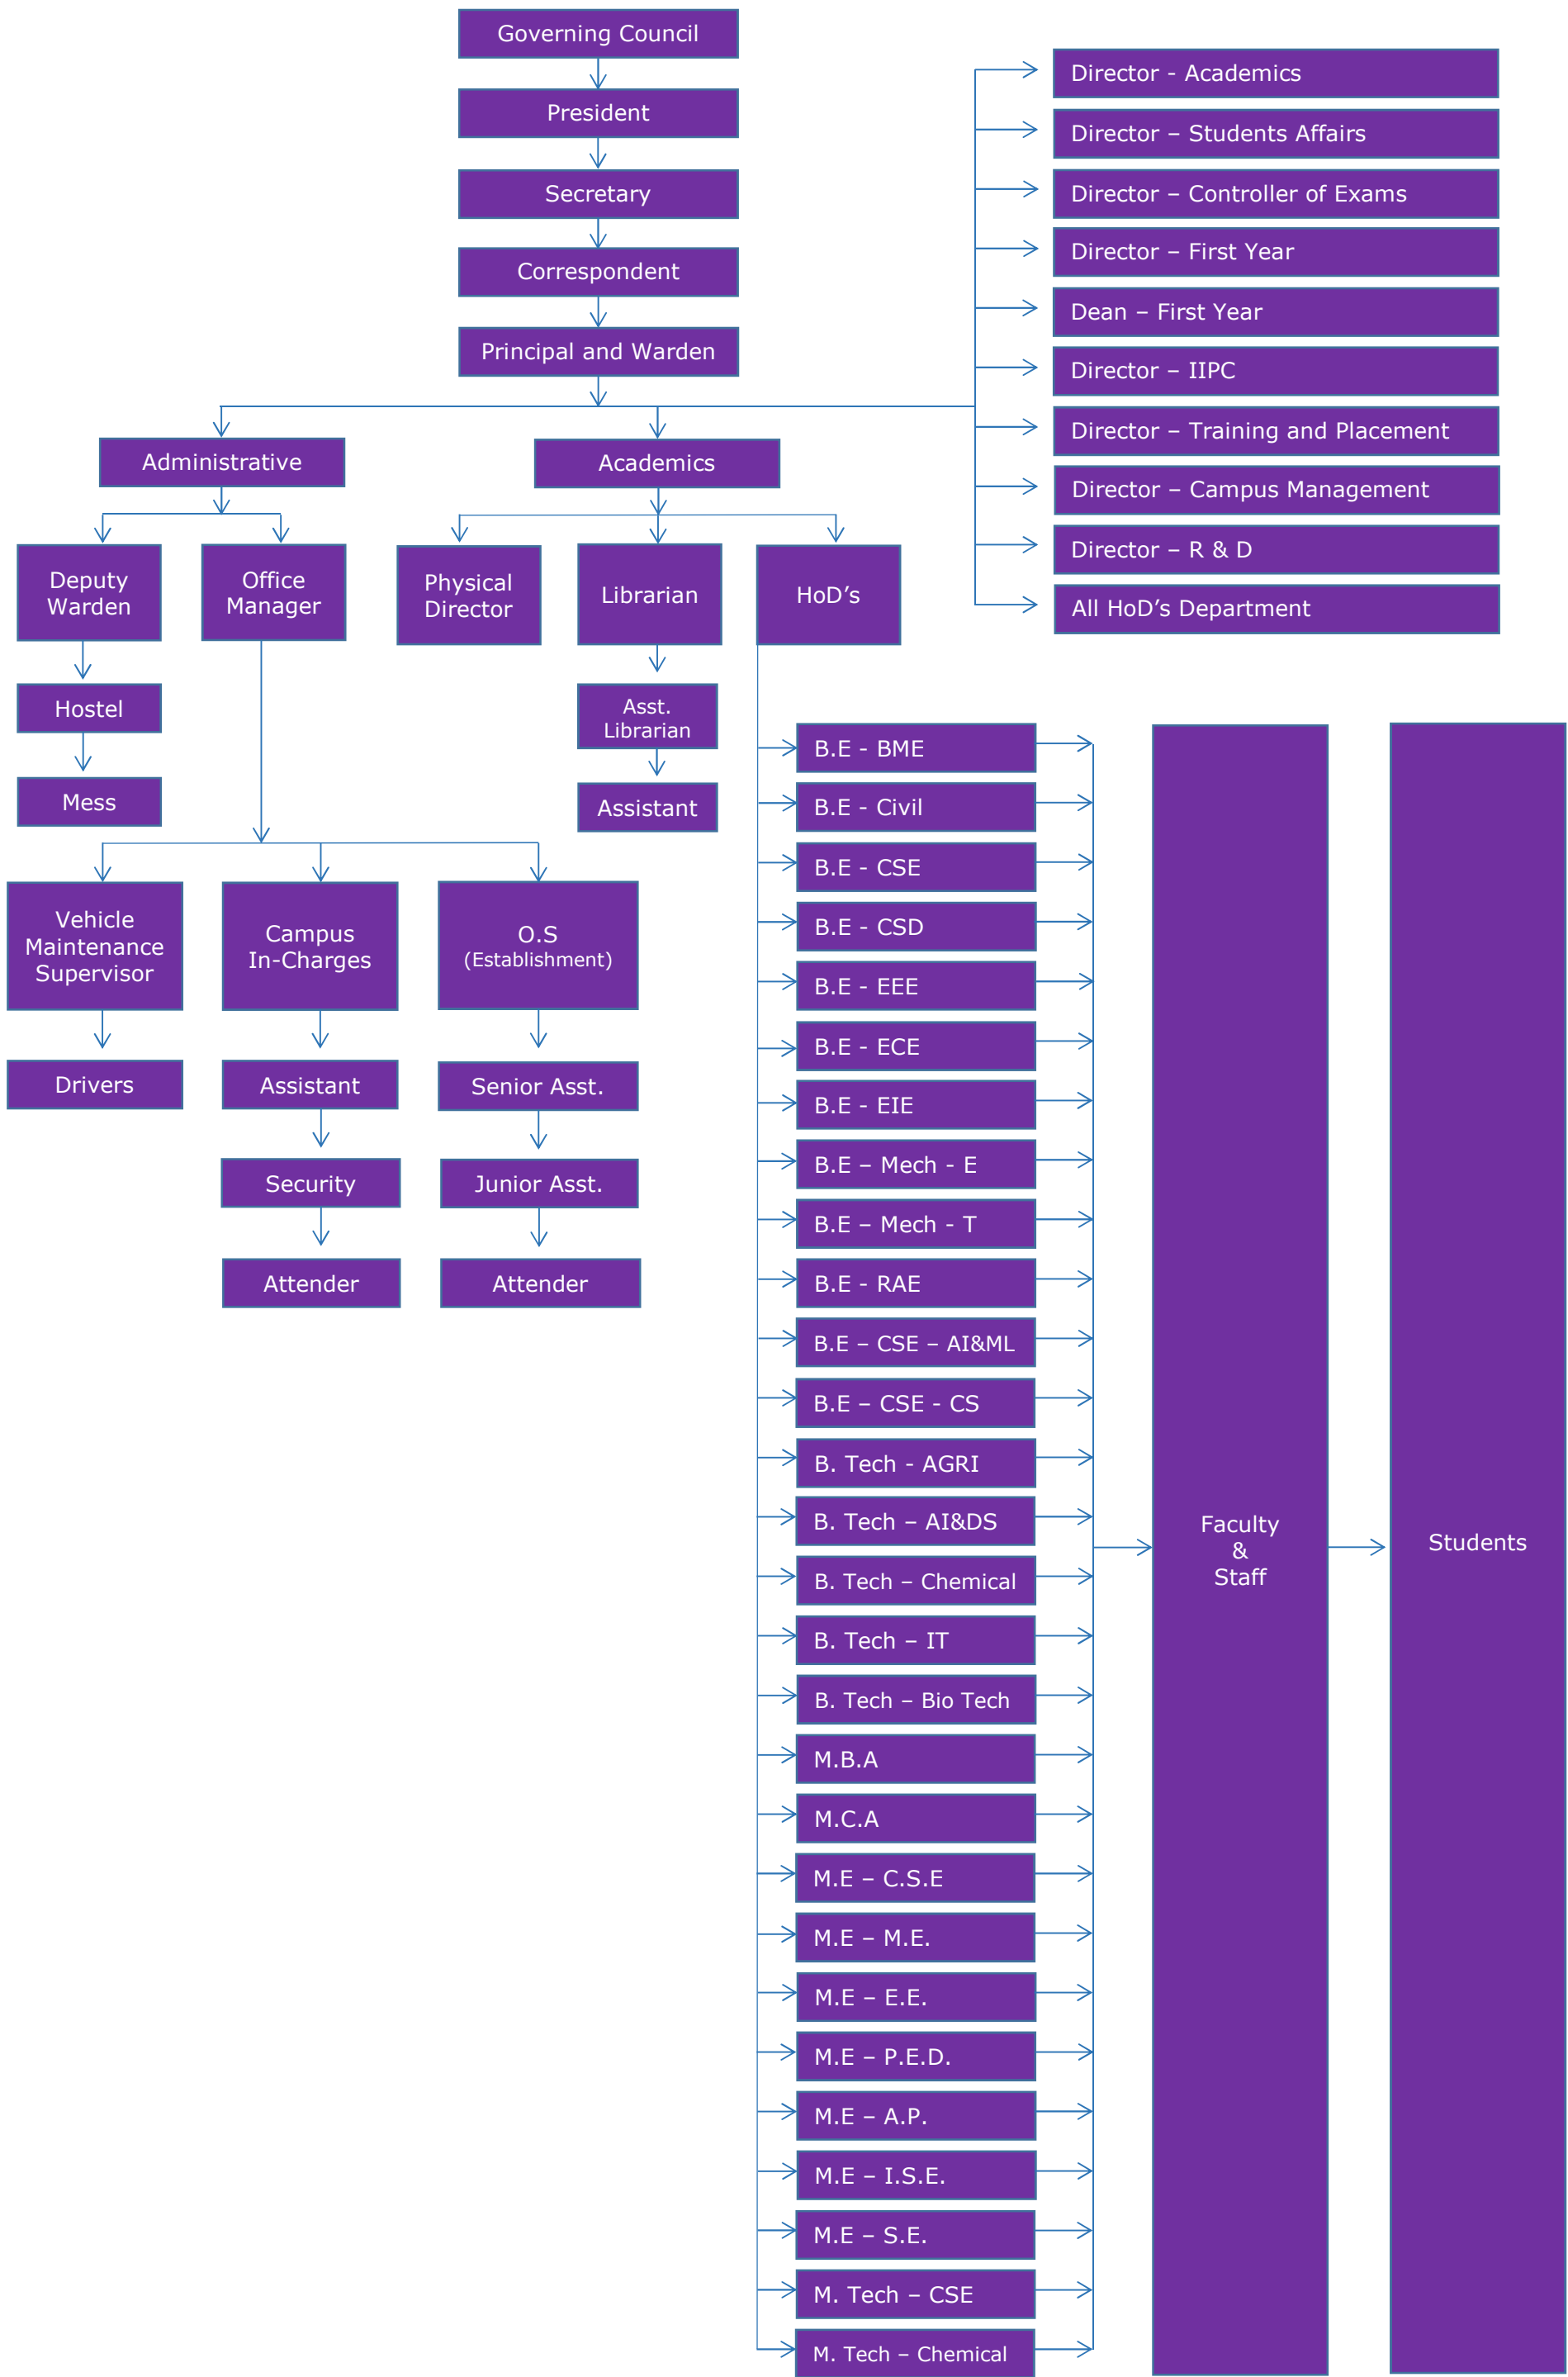 Governing Council
President
Secretary
Correspondent
Principal and Warden
Director - Academics
Director – Students Affairs
Director – Controller of Exams
Director – First Year
Dean – First Year
Director – IIPC
Director – Training and Placement
Director – Campus Management
Director – R & D
All HoD's Department
Administrative
Academics
Deputy
Warden
Office
Manager
Physical
Director
Librarian
HoD's
Hostel
Mess
Asst.
Librarian
Assistant
Vehicle
Maintenance
Supervisor
Campus
In-Charges
O.S
(Establishment)
Drivers
Assistant
Senior Asst.
Security
Junior Asst.
Attender
Attender
B.E - BME
B.E - Civil
B.E - CSE
B.E - CSD
B.E - EEE
B.E - ECE
B.E - EIE
B.E – Mech - E
B.E – Mech - T
B.E - RAE
B.E – CSE – AI&ML
B.E – CSE - CS
B. Tech - AGRI
B. Tech – AI&DS
B. Tech – Chemical
B. Tech – IT
B. Tech – Bio Tech
M.B.A
M.C.A
M.E – C.S.E
M.E – M.E.
M.E – E.E.
M.E – P.E.D.
M.E – A.P.
M.E – I.S.E.
M.E – S.E.
M. Tech – CSE
M. Tech – Chemical
Faculty
&
Staff
Students